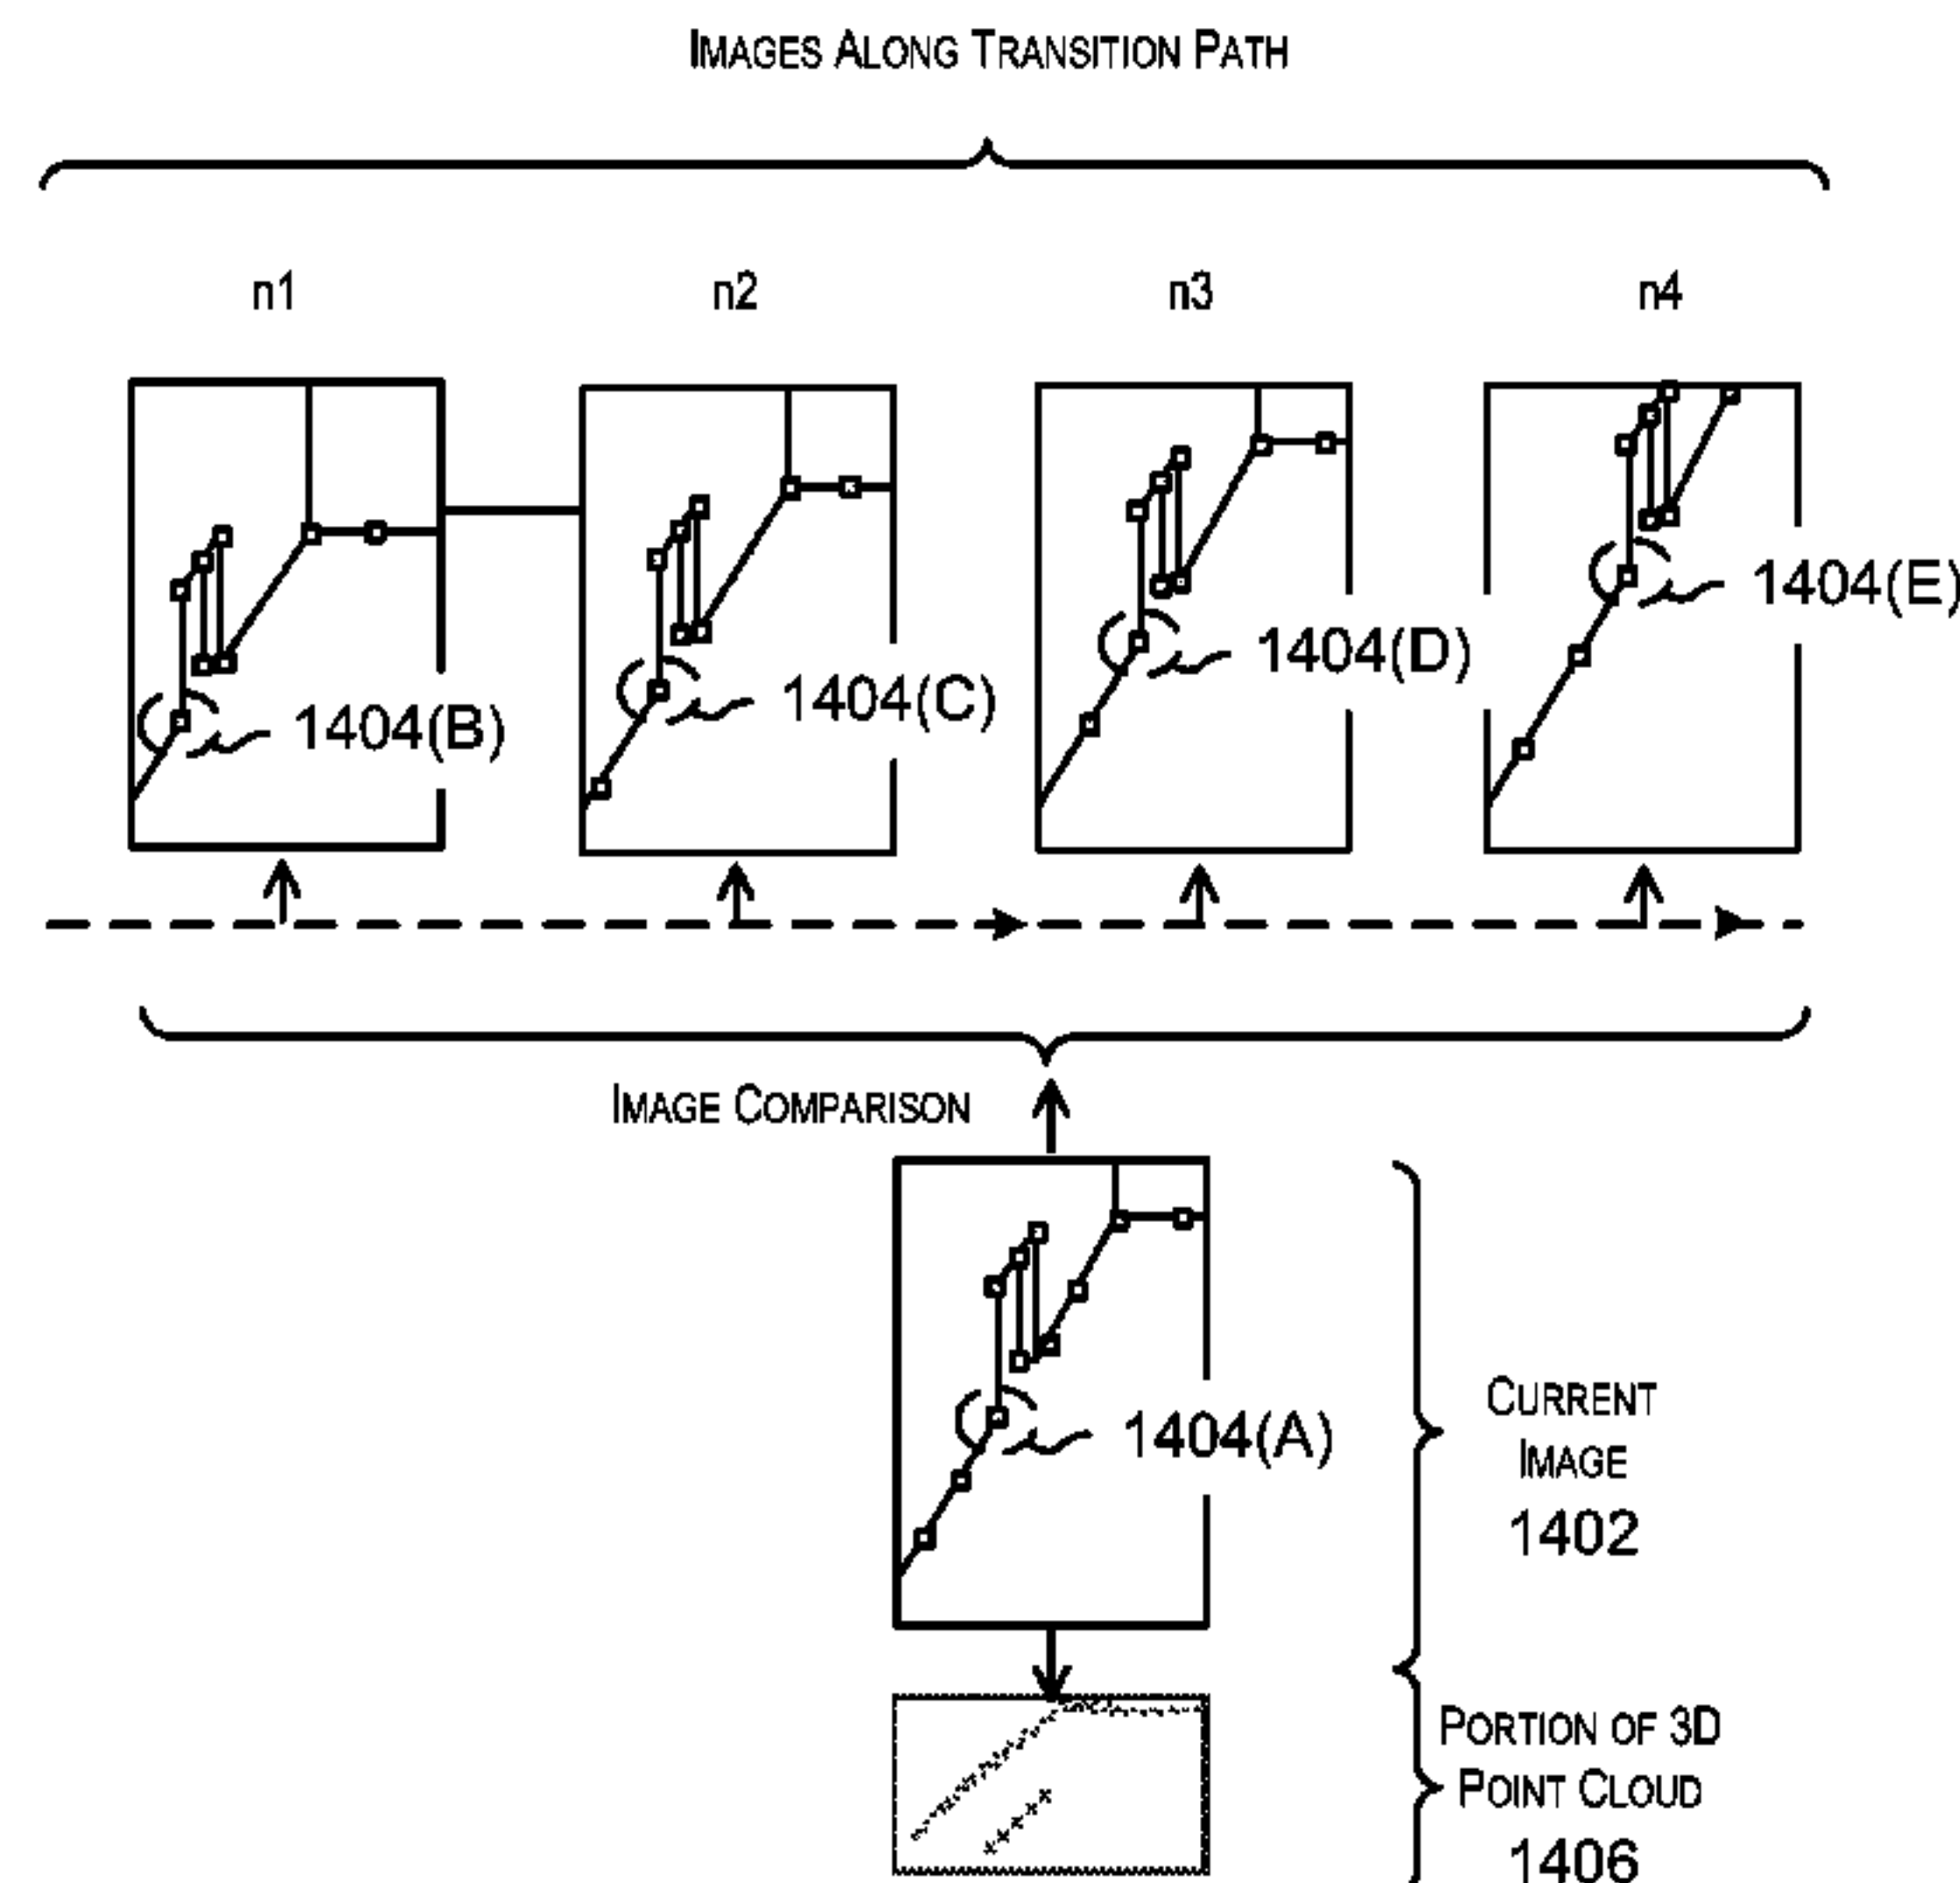 IMAGES ALONG TRANSITION PATH
n1 n2 n3 n4
1404(E)
1404(D)
1404(C)
1404(B)
IMAGE COMPARISON
1404(A)
CURRENT
IMAGE
1402
PORTION OF 3D
POINT CLOUD
1406